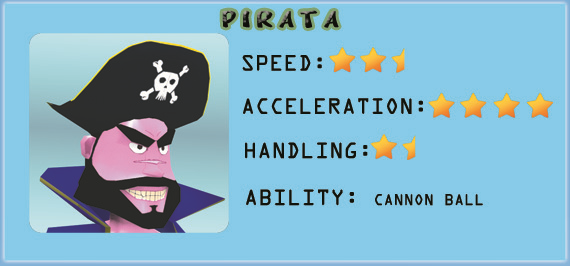 PIRATA
SPEED:
ACCELERATION:
HANDLING:
ABILITY: CANNON BALL